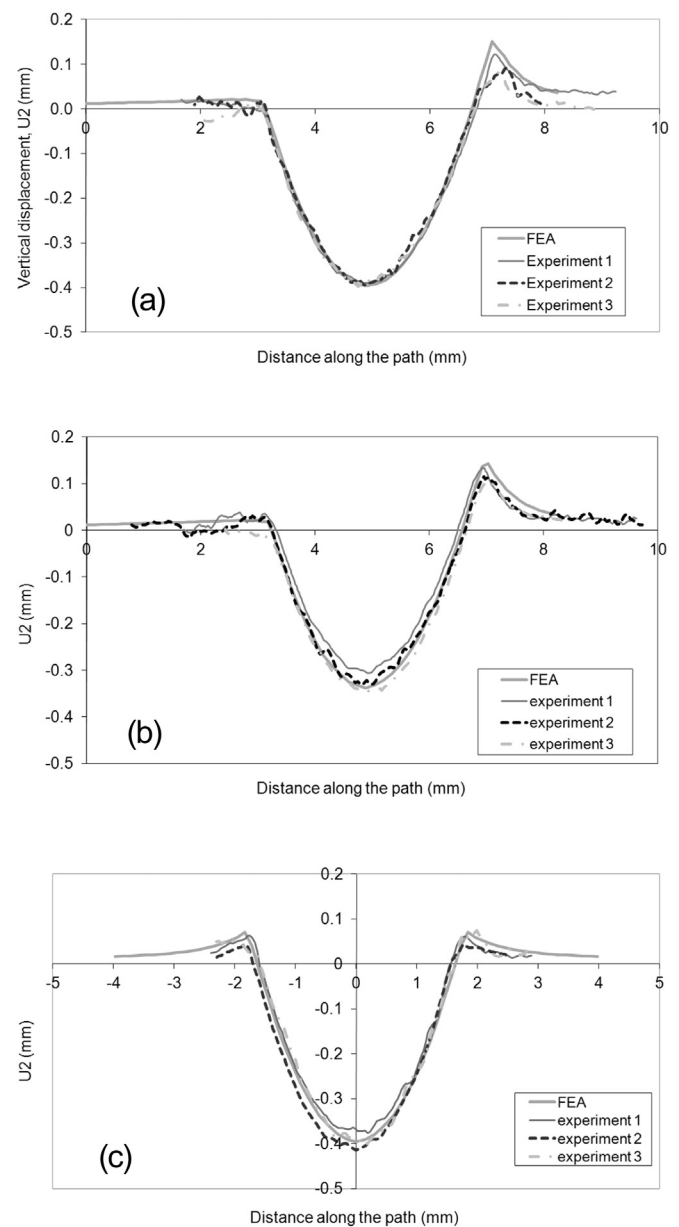 0.2
0.1
0.0
-0.1
-0.2
-0.3
-0.4
-0.5
0 2 4 6 8 10
Vertical displacement, U2 (mm)
FEA
Experiment 1
Experiment 2
Experiment 3
(a)
Distance along the path (mm)
0.2
0.1
0
-0.1
-0.2
-0.3
-0.4
-0.5
0 2 4 6 8 10
U2 (mm)
FEA
experiment 1
experiment 2
experiment 3
(b)
Distance along the path (mm)
0.2
0.1
0
-0.1
-0.2
-0.3
-0.4
-0.5
-5 -4 -3 -2 -1 0 1 2 3 4 5
U2 (mm)
FEA
experiment 1
experiment 2
experiment 3
(c)
Distance along the path (mm)